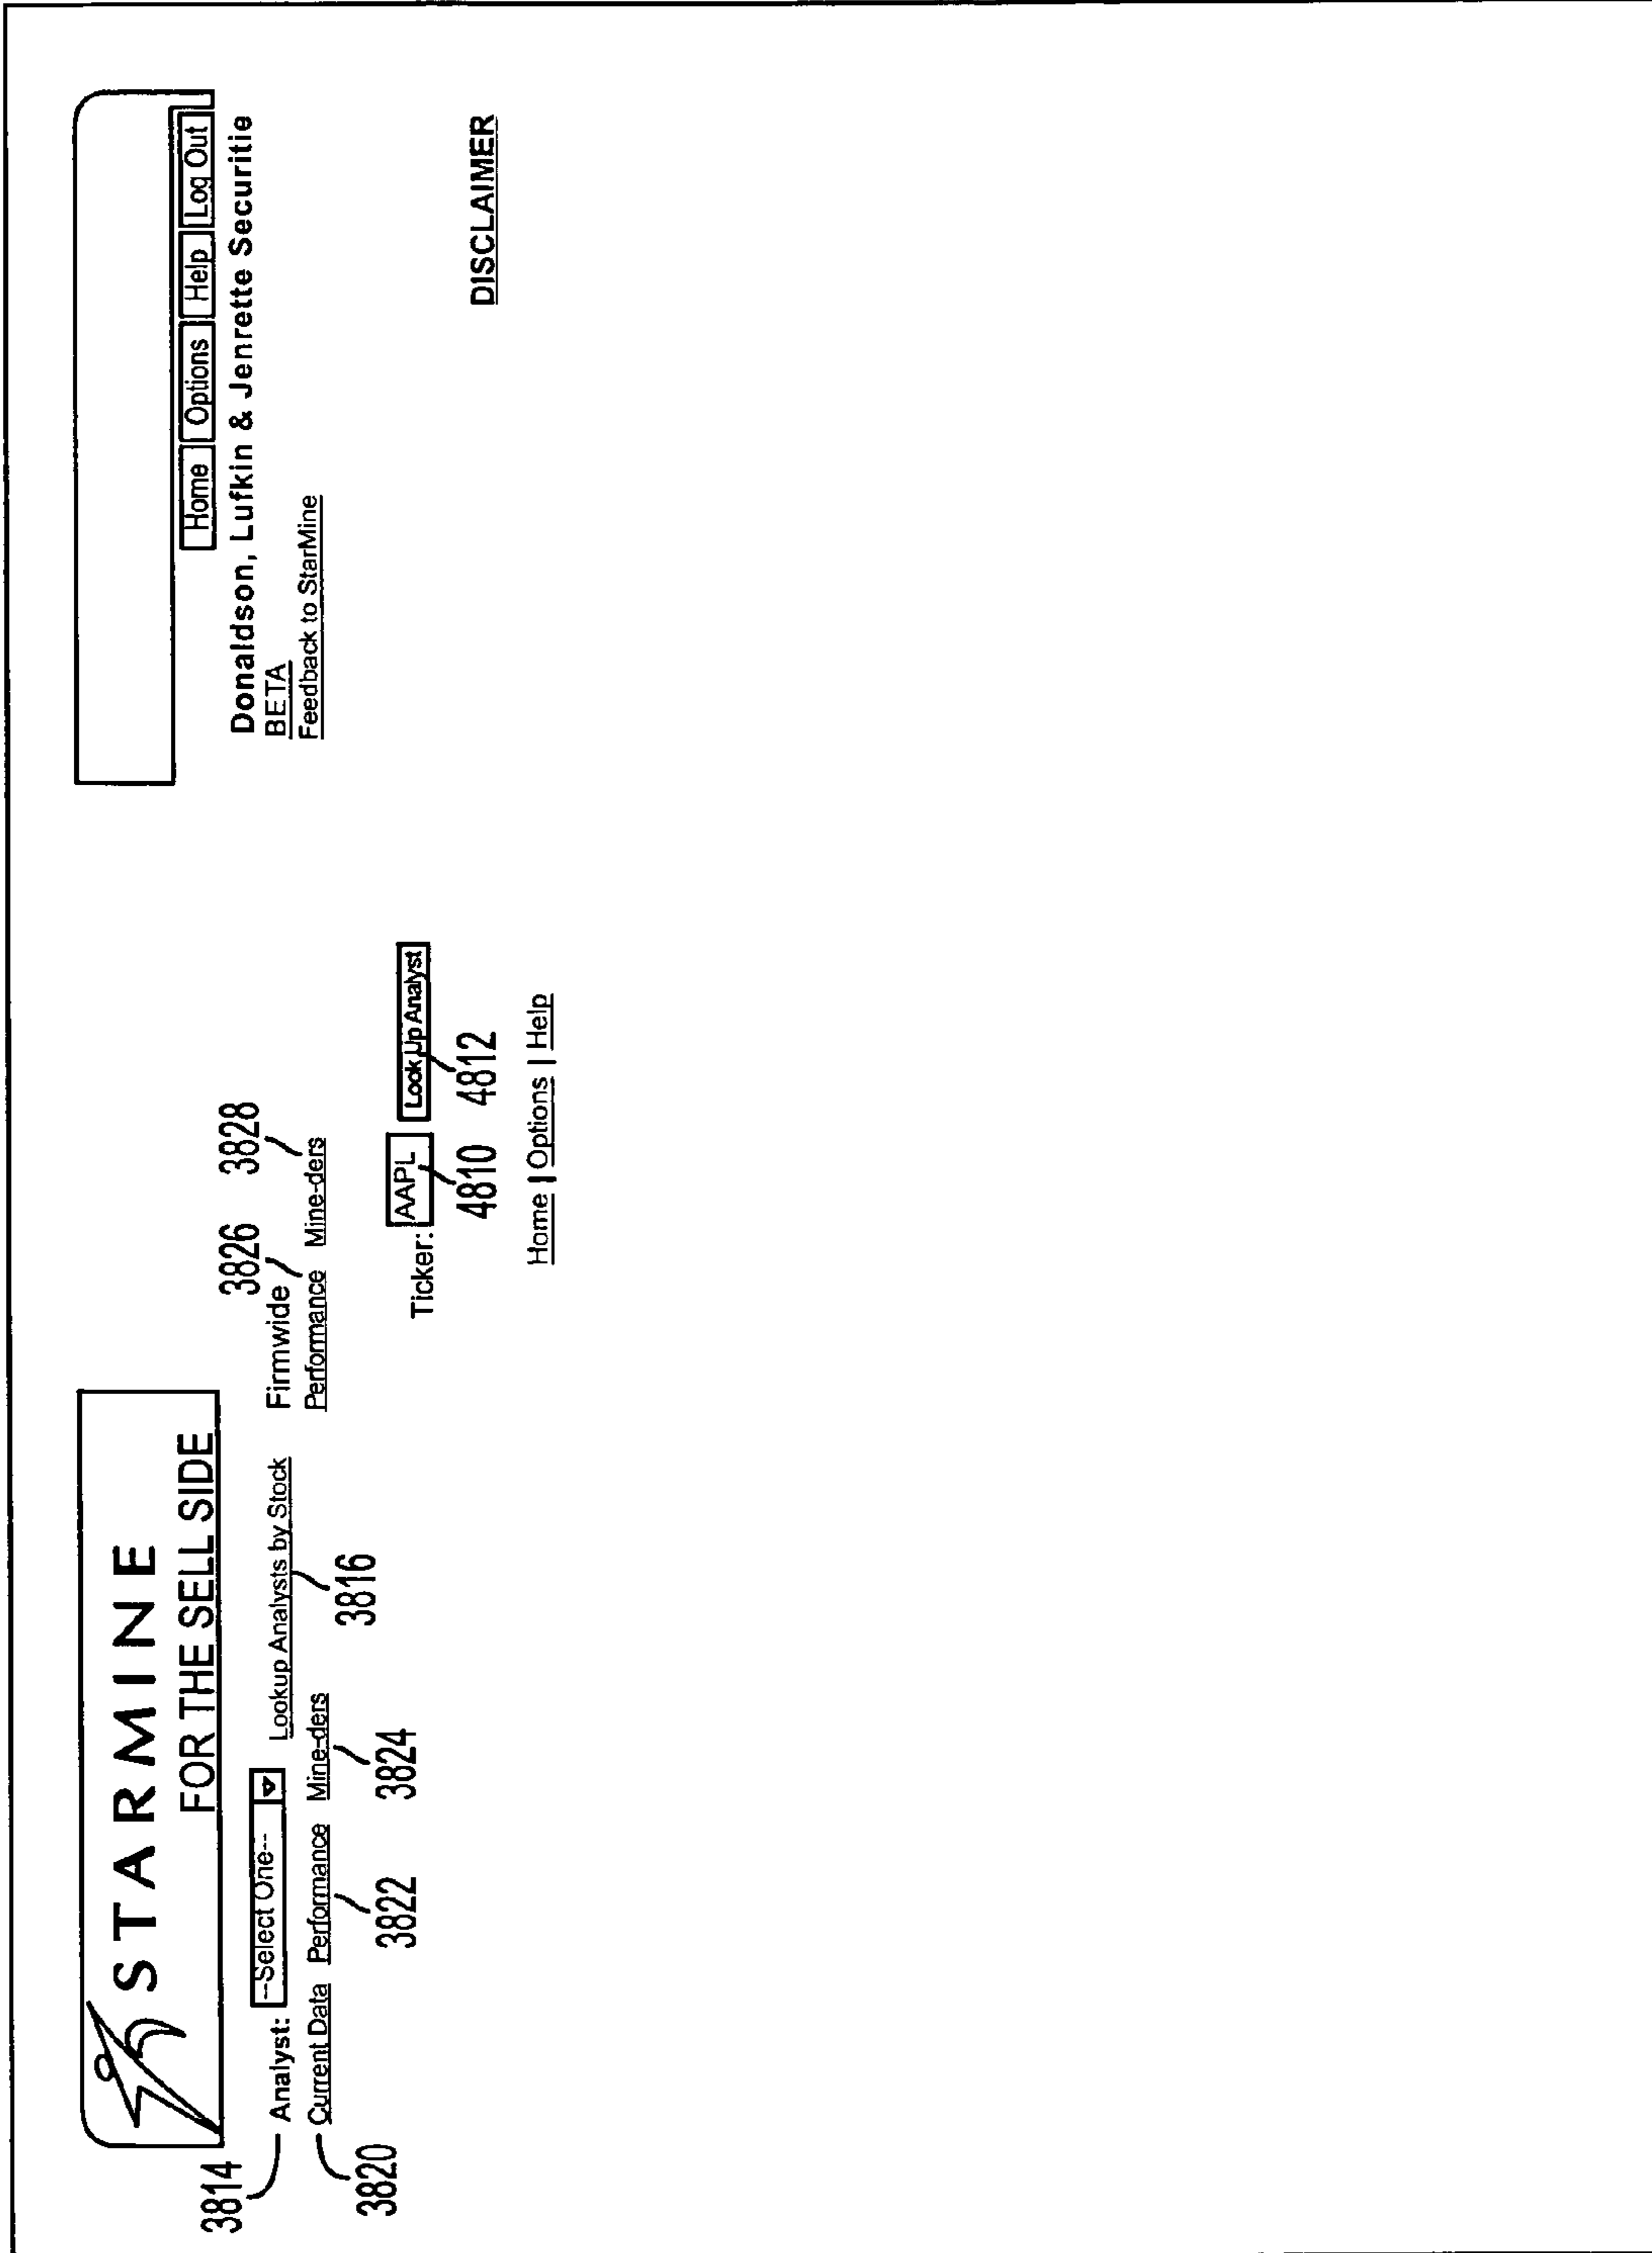 STARMINE
FOR THE SELL SIDE
Home Options Help Log Out
Donaldson, Lufkin & Jenrette Securitie
3814 Analyst: --Select One-- Lookup Analysts by Stock Firmwide 3826 3828 BETA
3820 Current Data Performance Mine-ders Performance Mine-ders Feedback to StarMine
3822 3824 3816
Ticker: AAPL Look Up Analyst
4810 4812 DISCLAIMER
Home | Options | Help